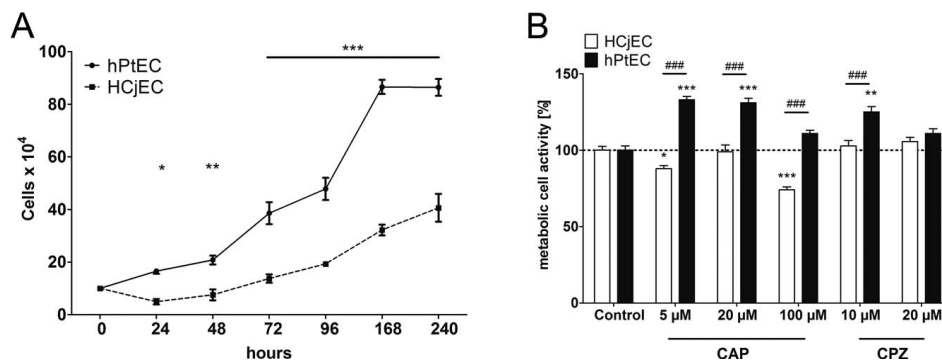 A
hPtEC
HCjEC
***
*
**
100
80
60
40
20
0
Cells x 10⁴
0 24 48 72 96 168 240
hours
B
HCjEC
hPtEC
### ### ### ###
*** *** **
* ***
150
100
50
0
metabolic cell activity [%]
Control 5 µM 20 µM 100 µM 10 µM 20 µM
CAP CPZ